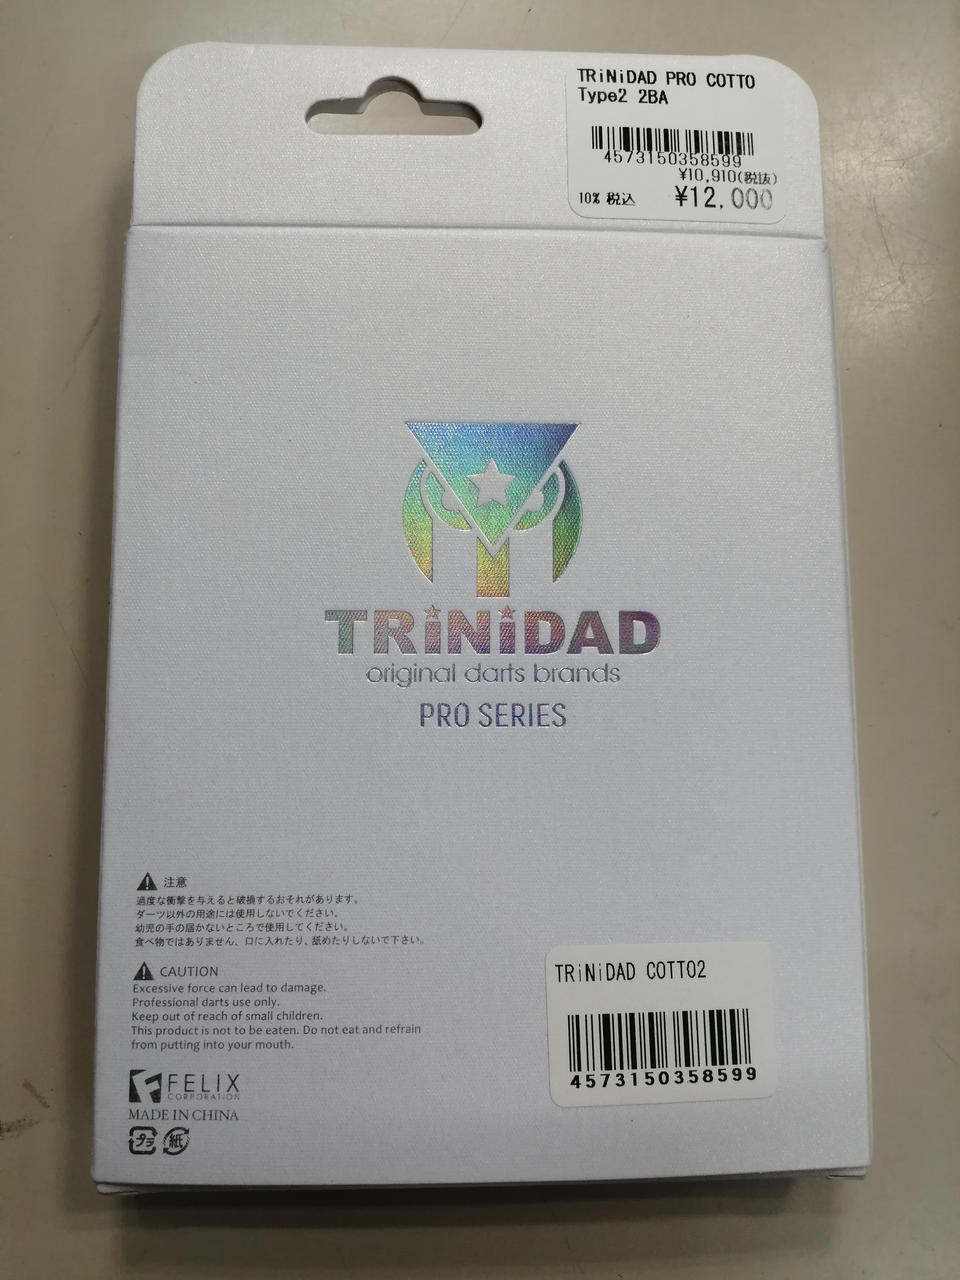 TRiNiDAD PRO COTTO
Type2 2BA
4573150358599
¥10,910(税抜)
10% 税込 ¥12,000
TRiNiDAD
original darts brands
PRO SERIES
注意
過度な衝撃を与えると破損するおそれがあります。
ダーツ以外の用途には使用しないでください。
幼児の手の届かないところで使用してください。
食べ物ではありません、口に入れたり、舐めたりしないで下さい。
CAUTION
Excessive force can lead to damage.
Professional darts use only.
Keep out of reach of small children.
This product is not to be eaten. Do not eat and refrain
from putting into your mouth.
FELIX
CORPORATION
MADE IN CHINA
プラ 紙
TRiNiDAD COTTO2
4573150358599